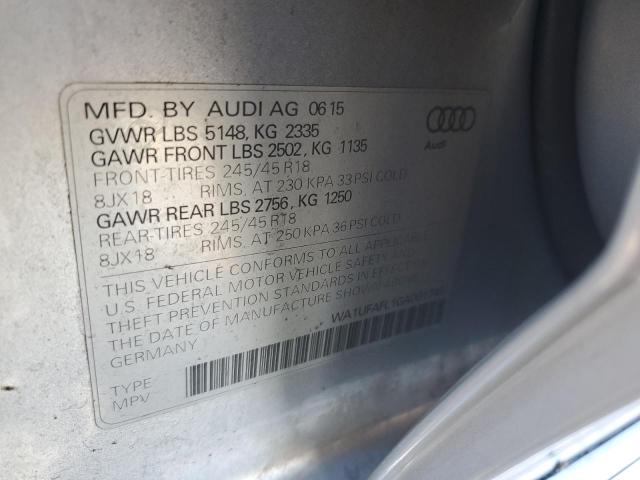 MFD. BY AUDI AG 06 15
GVWR LBS 5148, KG 2335
GAWR FRONT LBS 2502, KG 1135
FRONT-TIRES 245/45 R18
8JX18 RIMS. AT 230 KPA 33 PSI COLD
GAWR REAR LBS 2756, KG 1250
REAR-TIRES 245/45 R18
8JX18 RIMS. AT 250 KPA 36 PSI COLD
THIS VEHICLE CONFORMS TO ALL APPLICABLE
U.S. FEDERAL MOTOR VEHICLE SAFETY AND
THEFT PREVENTION STANDARDS IN EFFECT ON
THE DATE OF MANUFACTURE SHOWN ABOVE.
GERMANY
TYPE
MPV
Audi